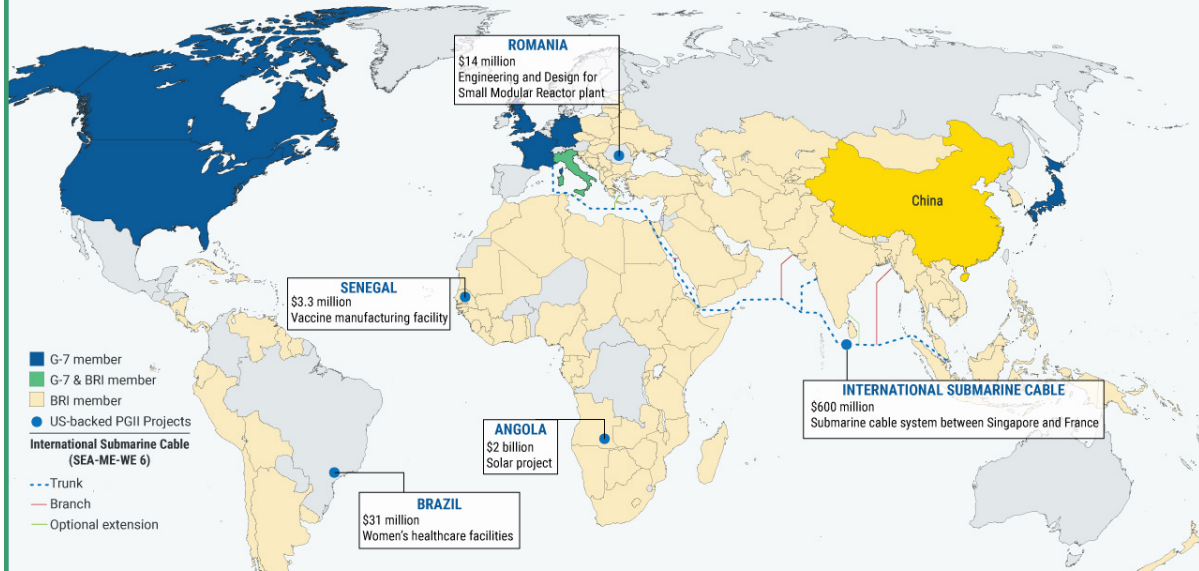 ROMANIA
$14 million
Engineering and Design for
Small Modular Reactor plant
China
SENEGAL
$3.3 million
Vaccine manufacturing facility
G-7 member
G-7 & BRI member
BRI member
US-backed PGII Projects
International Submarine Cable
(SEA-ME-WE 6)
Trunk
Branch
Optional extension
INTERNATIONAL SUBMARINE CABLE
$600 million
Submarine cable system between Singapore and France
ANGOLA
$2 billion
Solar project
BRAZIL
$31 million
Women's healthcare facilities